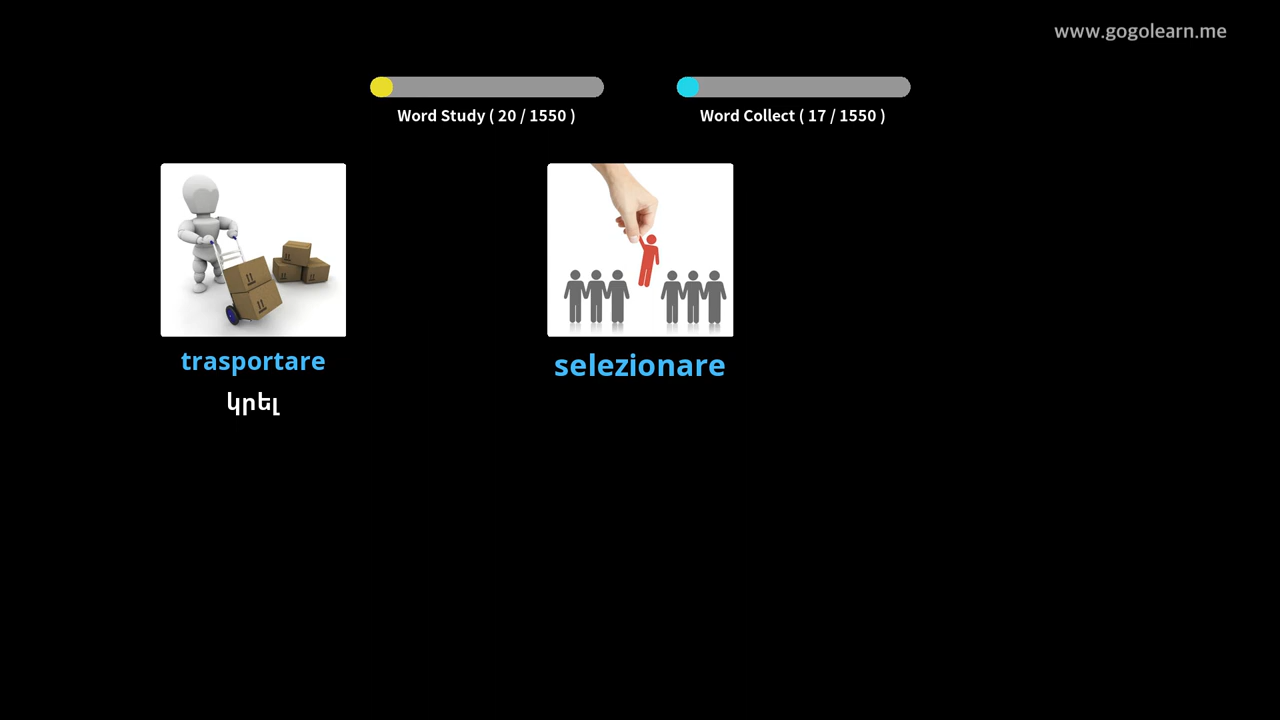 www.gogolearn.me
Word Study ( 20 / 1550 )
Word Collect ( 17 / 1550 )
trasportare
կրել
selezionare